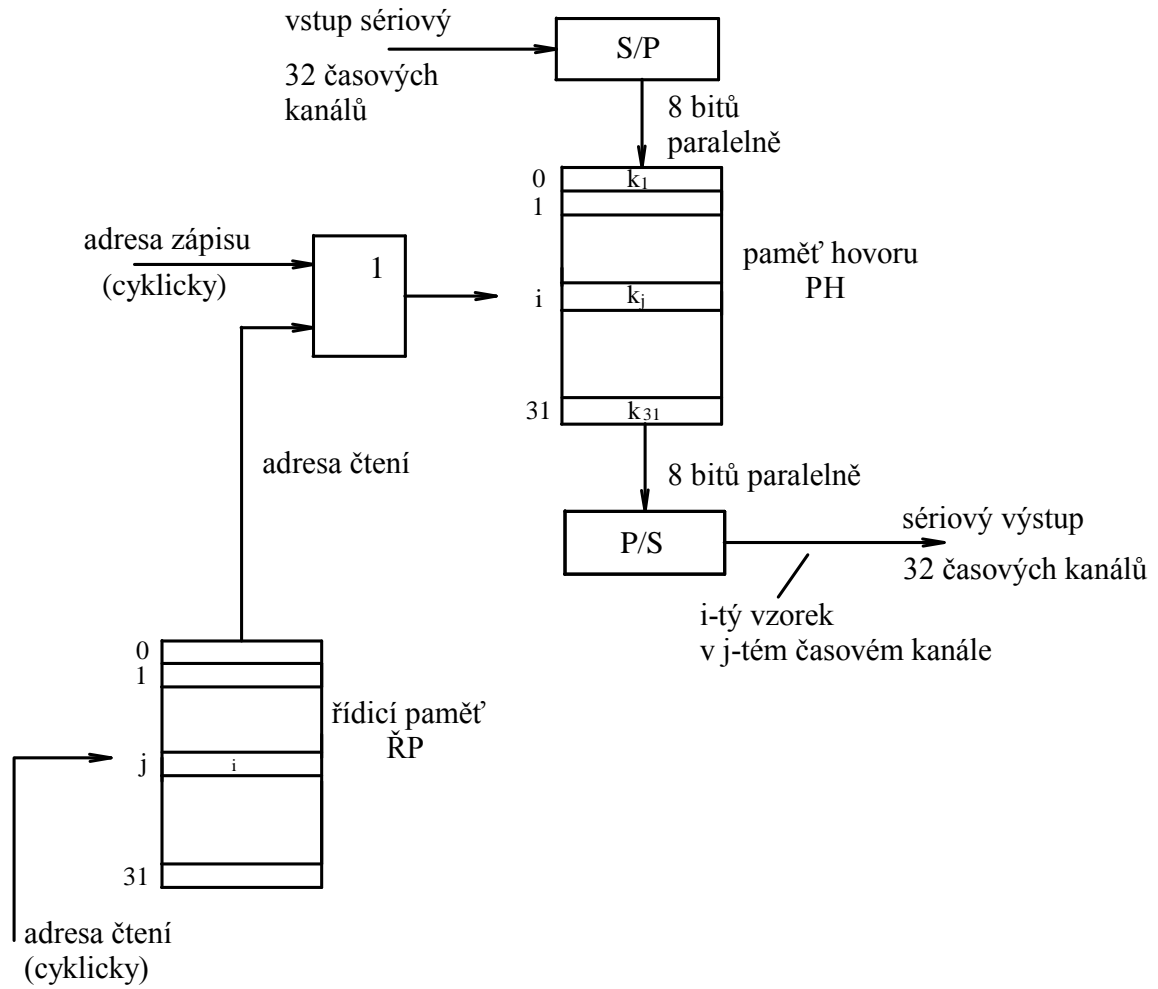 vstup sériový
32 časových
kanálů
S/P
8 bitů
paralelně
0
k1
1
adresa zápisu
(cyklicky)
1
paměť hovoru
PH
i
kj
31
k31
adresa čtení
8 bitů paralelně
P/S
sériový výstup
32 časových kanálů
i-tý vzorek
v j-tém časovém kanále
0
1
řídicí paměť
ŘP
j
i
31
adresa čtení
(cyklicky)